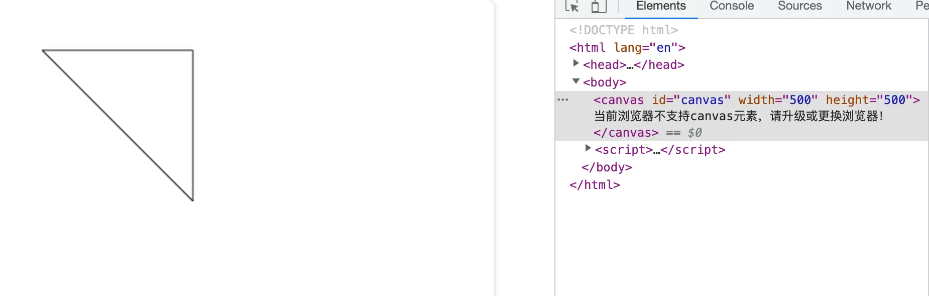 Elements Console Sources Network Pe
<!DOCTYPE html>
<html lang="en">
<head>…</head>
<body>
<canvas id="canvas" width="500" height="500">
当前浏览器不支持canvas元素，请升级或更换浏览器！
</canvas> == $0
<script>…</script>
</body>
</html>